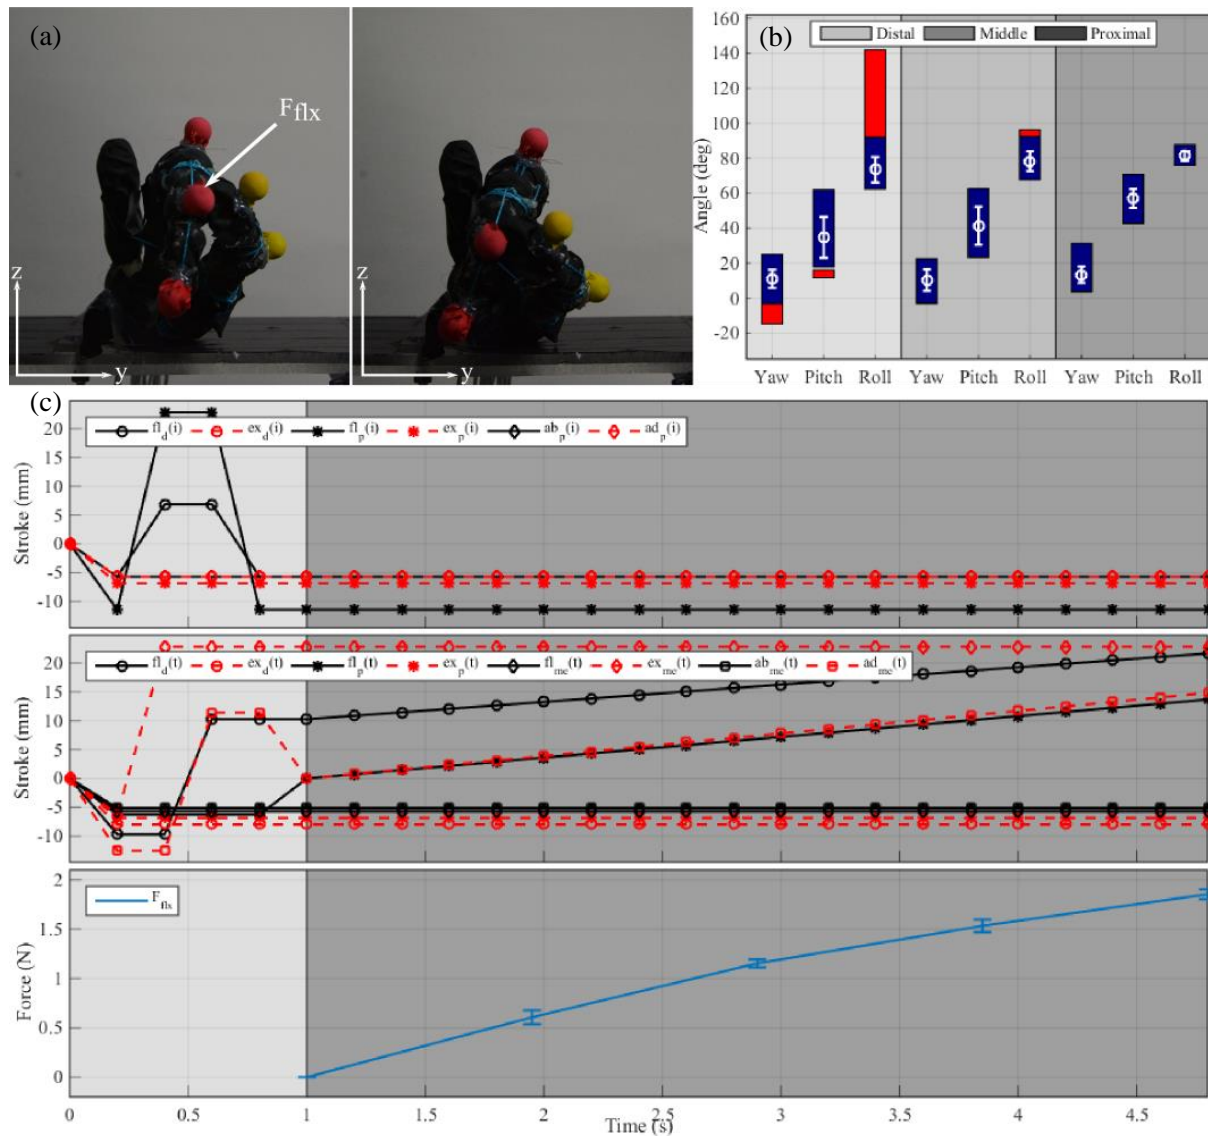 (a)
F_flx
z
y
z
y
(b)
Distal Middle Proximal
Angle (deg)
160
140
120
100
80
60
40
20
0
-20
Yaw Pitch Roll Yaw Pitch Roll Yaw Pitch Roll
(c)
fl_d(i) ex_d(i) fl_p(i) ex_p(i) ab_p(i) ad_p(i)
Stroke (mm)
20
15
10
5
0
-5
-10
fl_d(t) ex_d(t) fl_p(t) ex_p(t) fl_mc(t) ex_mc(t) ab_mc(t) ad_mc(t)
Stroke (mm)
20
15
10
5
0
-5
-10
F_flx
Force (N)
2
1.5
1
0.5
0
0 0.5 1 1.5 2 2.5 3 3.5 4 4.5
Time (s)